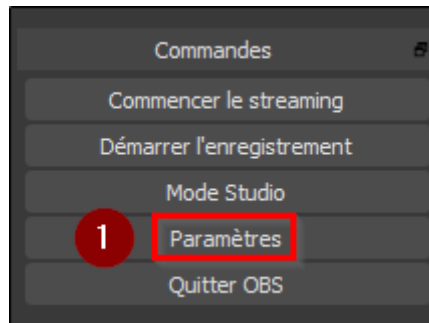 Commandes
Commencer le streaming
Démarrer l'enregistrement
Mode Studio
1 Paramètres
Quitter OBS